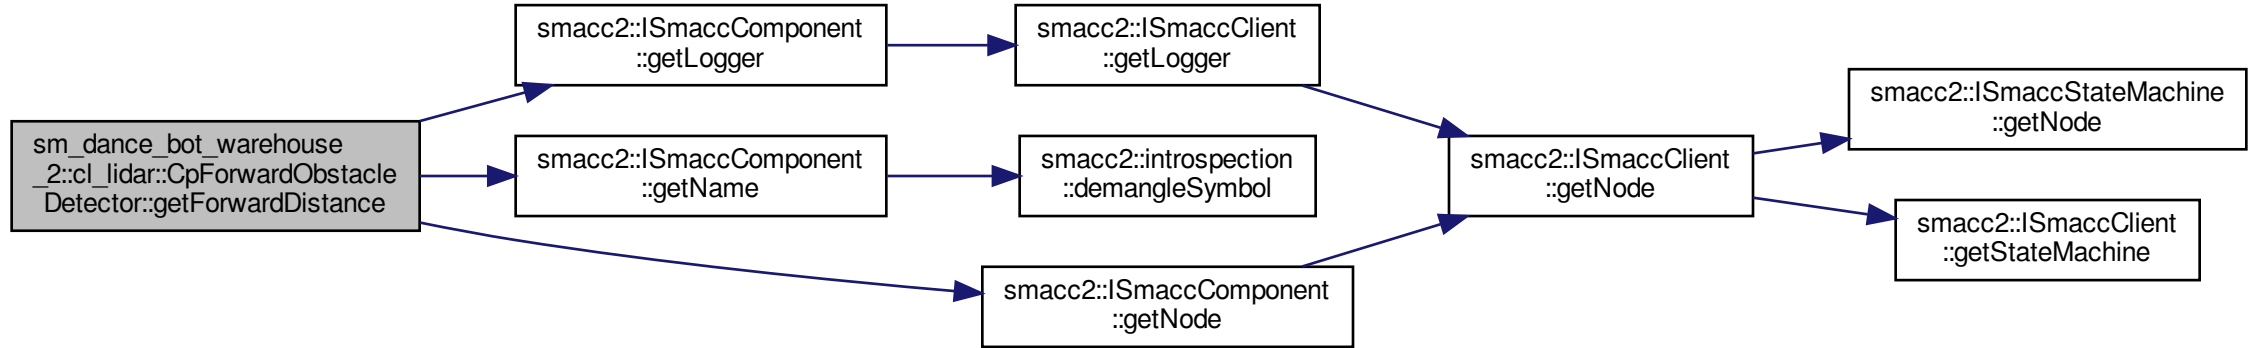 sm_dance_bot_warehouse
_2::cl_lidar::CpForwardObstacle
Detector::getForwardDistance
smacc2::ISmaccComponent
::getLogger
smacc2::ISmaccClient
::getLogger
smacc2::ISmaccComponent
::getName
smacc2::introspection
::demangleSymbol
smacc2::ISmaccComponent
::getNode
smacc2::ISmaccClient
::getNode
smacc2::ISmaccStateMachine
::getNode
smacc2::ISmaccClient
::getStateMachine